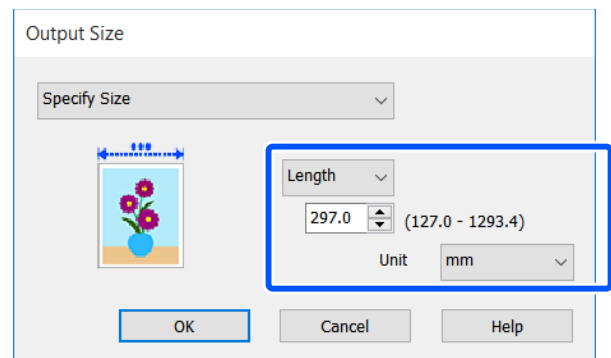 Output Size
Specify Size
Length
297.0 (127.0 - 1293.4)
Unit mm
OK Cancel Help